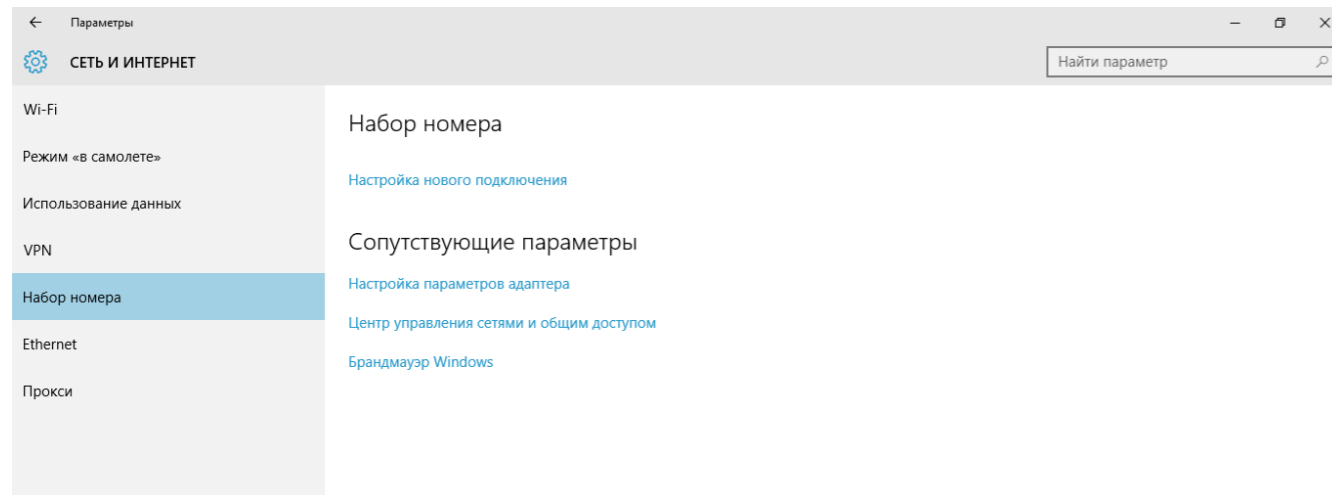 Параметры
СЕТЬ И ИНТЕРНЕТ
Найти параметр
Wi-Fi
Режим «в самолете»
Использование данных
VPN
Набор номера
Ethernet
Прокси
Набор номера
Настройка нового подключения
Сопутствующие параметры
Настройка параметров адаптера
Центр управления сетями и общим доступом
Брандмауэр Windows